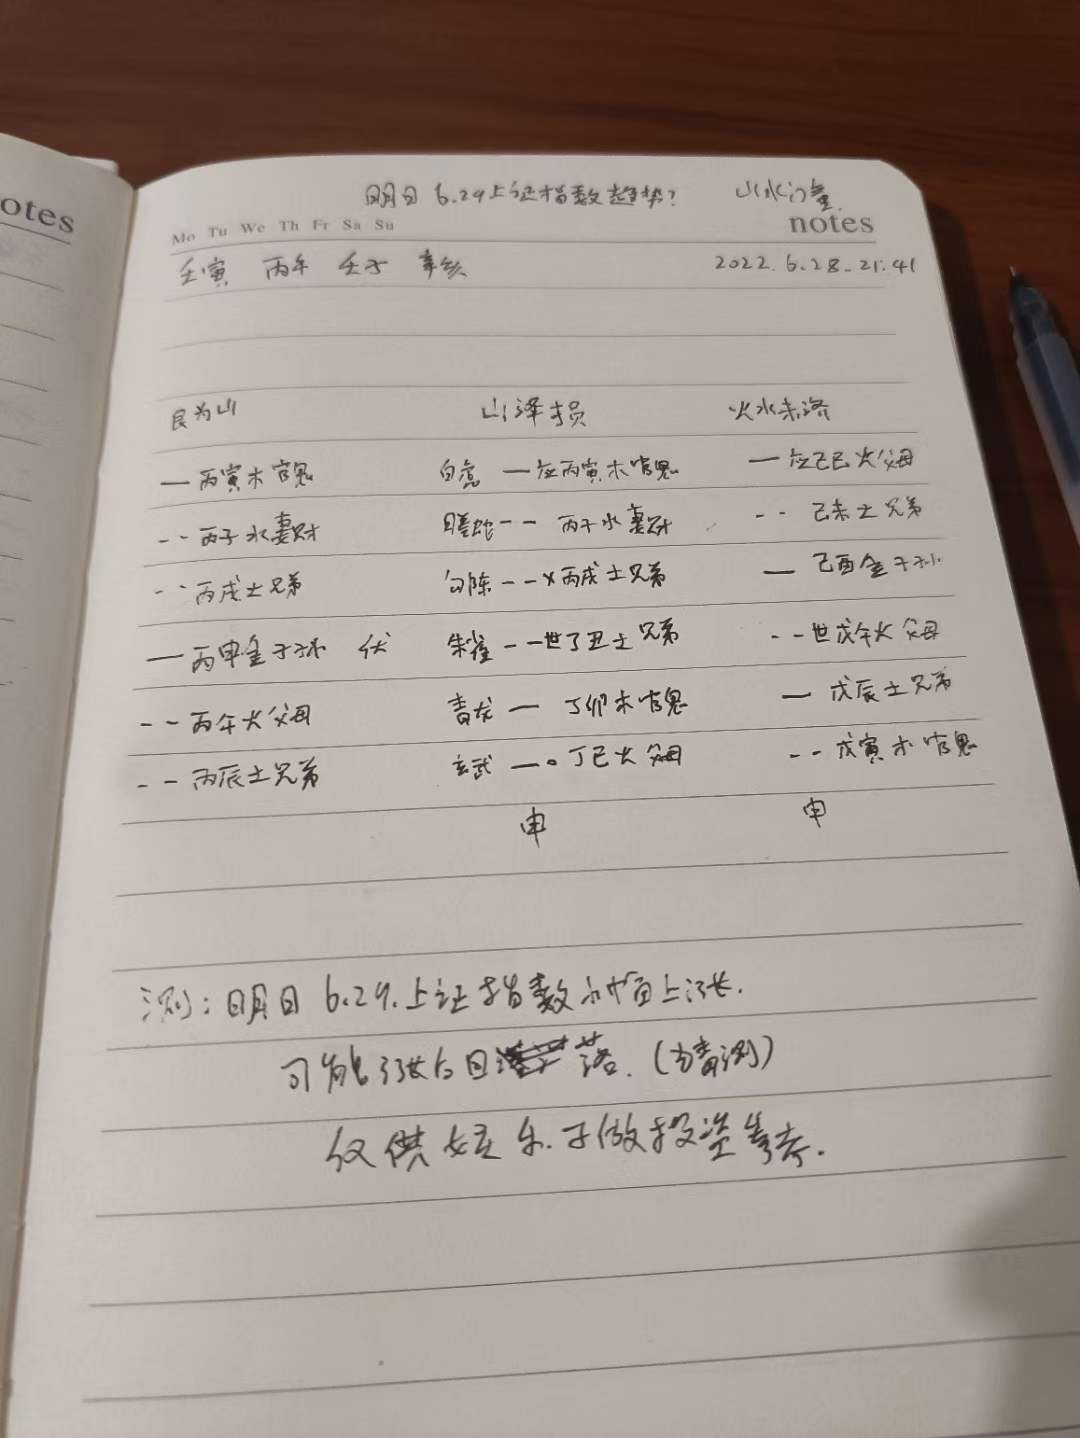 otes
明日 6.29上证指数趋势？ 山水门童
Mo Tu We Th Fr Sa Su notes
壬寅 丙午 壬子 辛亥 2022.6.28.21:41
艮为山 山泽损 火水未济
丙寅木官鬼 白虎 应丙寅木官鬼 应己巳火父母
丙子水妻财 螣蛇 丙子水妻财 己未土兄弟
丙戌土兄弟 勾陈 x丙戌土兄弟 己酉金子孙
丙申金子孙 伏 朱雀 世丁丑土兄弟 世戊午火父母
丙午火父母 青龙 丁卯木官鬼 戊辰土兄弟
丙辰土兄弟 玄武 丁巳火父母 戊寅木官鬼
申 申
测：明日 6.29.上证指数小幅上涨.
可能涨后回落.（盲测）
仅供娱乐.不做投资参考.